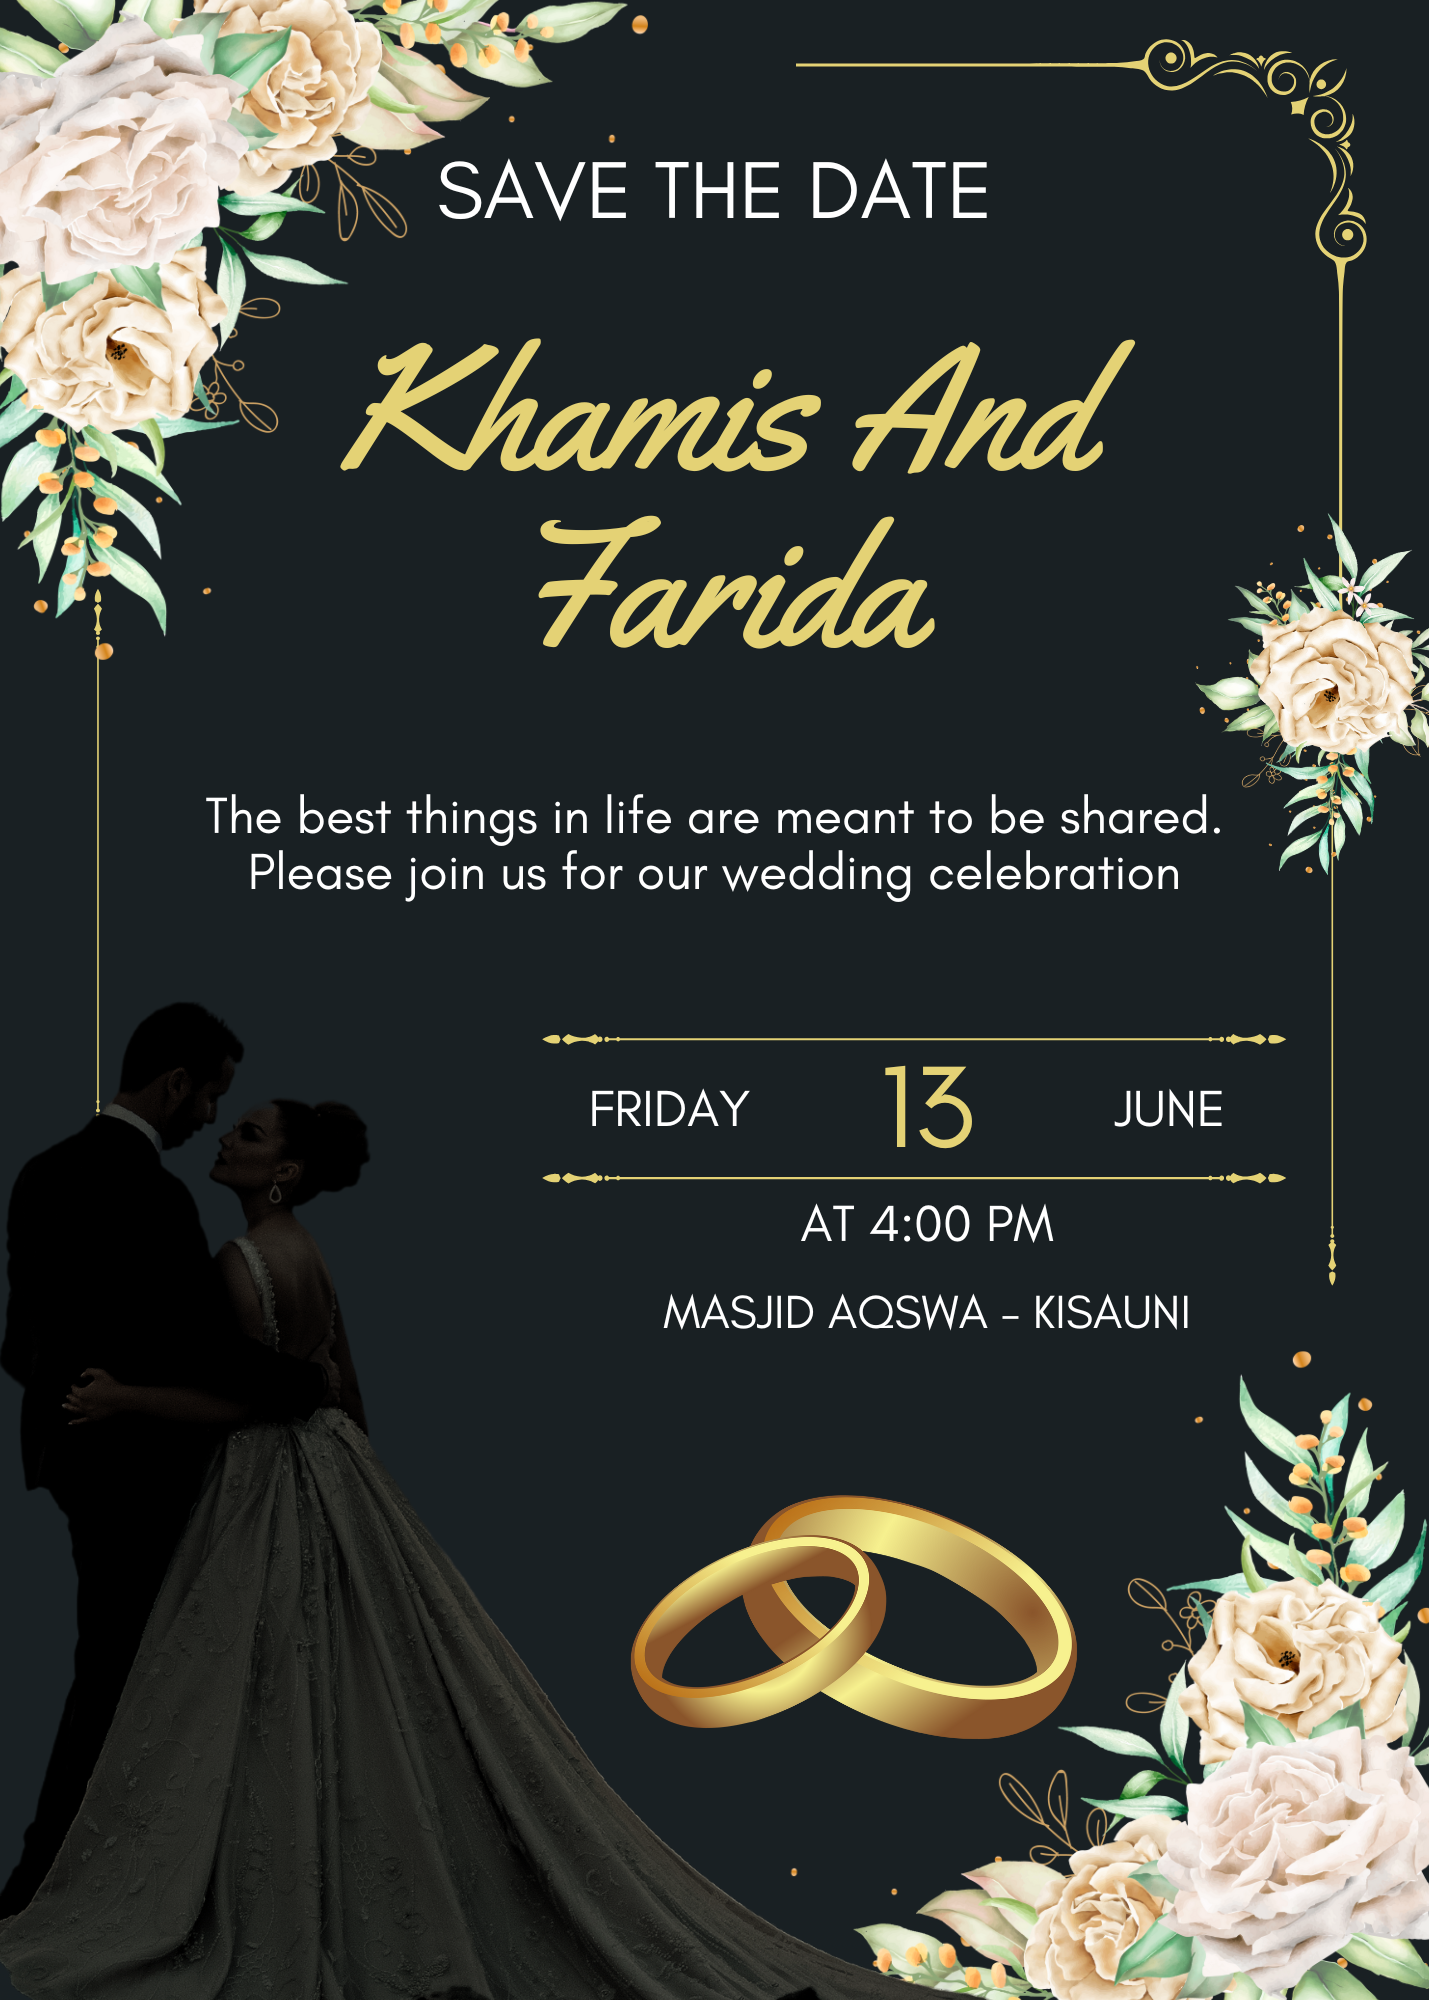 SAVE THE DATE
Khamis And
Farida
The best things in life are meant to be shared.
Please join us for our wedding celebration
FRIDAY 13 JUNE
AT 4:00 PM
MASJID AQSWA - KISAUNI